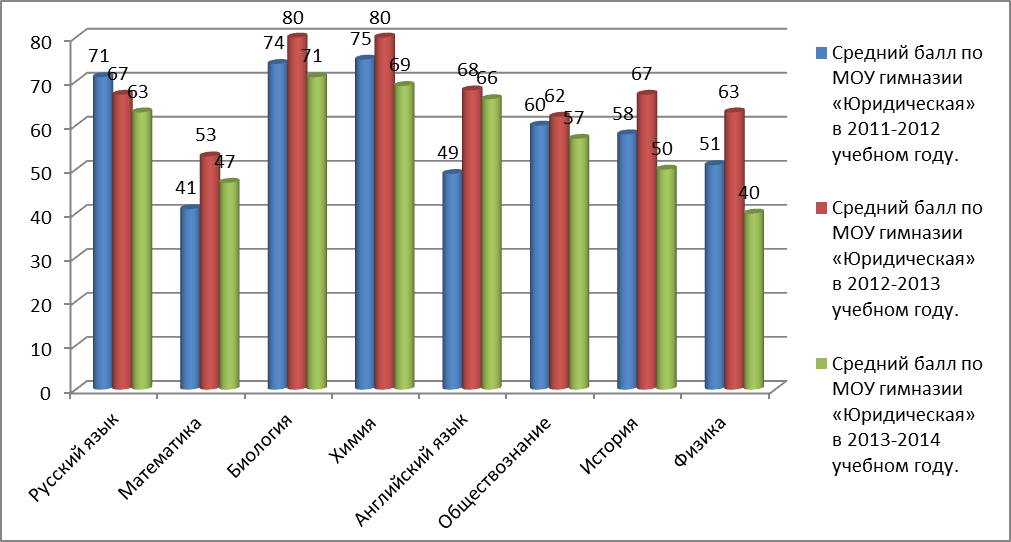 80
70
60
50
40
30
20
10
0
71
67
63
41
53
47
74
80
71
75
80
69
49
68
66
60
62
57
58
67
50
51
63
40
Русский язык
Математика
Биология
Химия
Английский язык
Обществознание
История
Физика
Средний балл по
МОУ гимназии
«Юридическая»
в 2011-2012
учебном году.
Средний балл по
МОУ гимназии
«Юридическая»
в 2012-2013
учебном году.
Средний балл по
МОУ гимназии
«Юридическая»
в 2013-2014
учебном году.